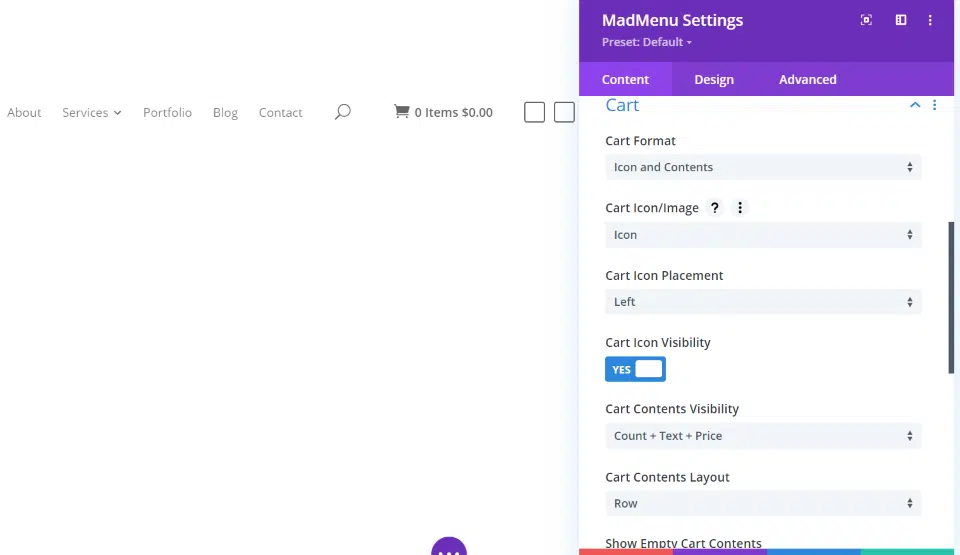 MadMenu Settings
Preset: Default
Content Design Advanced
About Services Portfolio Blog Contact 0 Items $0.00
Cart
Cart Format
Icon and Contents
Cart Icon/Image ?
Icon
Cart Icon Placement
Left
Cart Icon Visibility
YES
Cart Contents Visibility
Count + Text + Price
Cart Contents Layout
Row
Show Empty Cart Contents